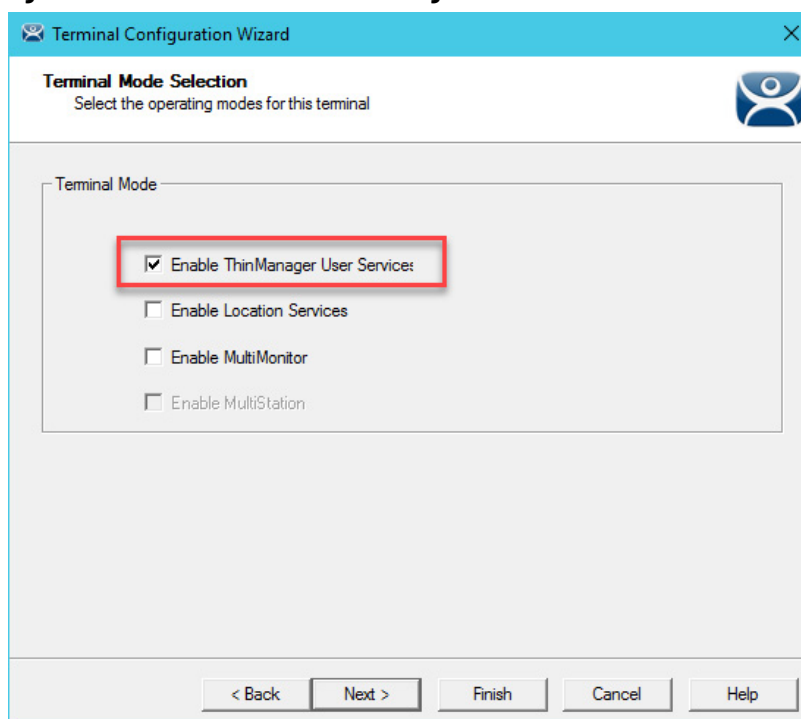 Terminal Configuration Wizard
Terminal Mode Selection
Select the operating modes for this terminal
Terminal Mode
Enable ThinManager User Services
Enable Location Services
Enable MultiMonitor
Enable MultiStation
< Back
Next >
Finish
Cancel
Help